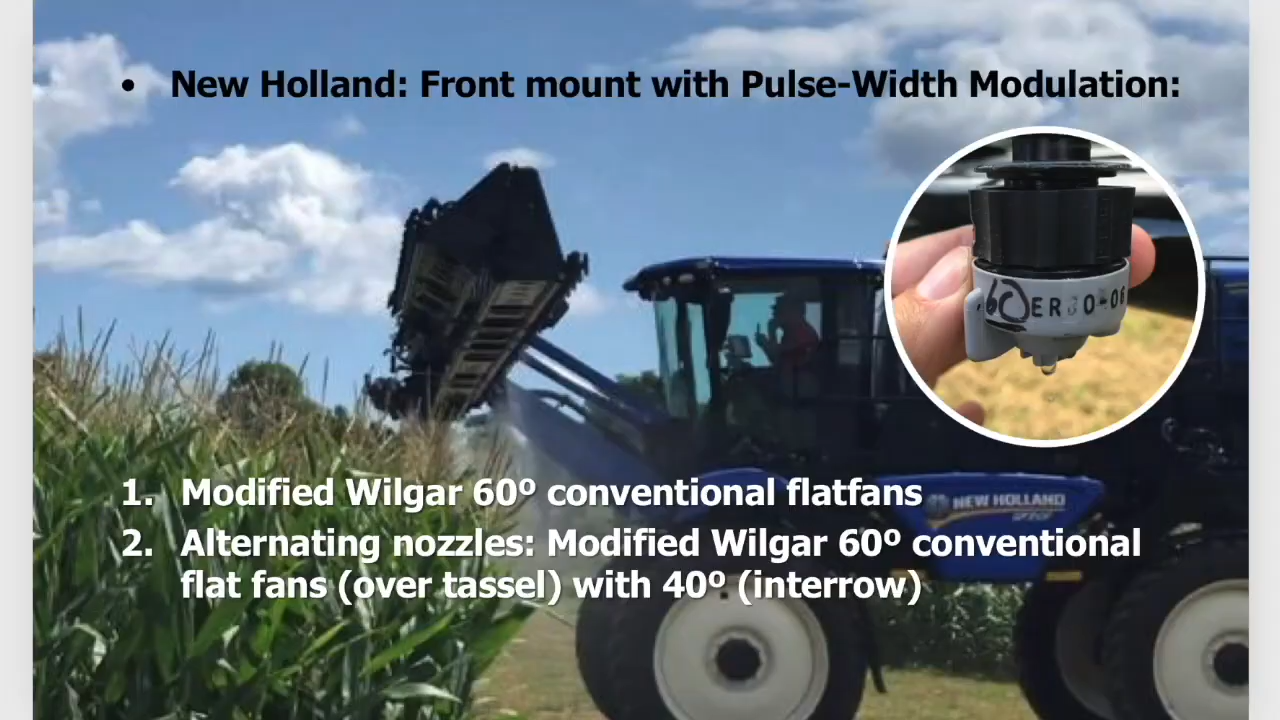 • New Holland: Front mount with Pulse-Width Modulation:
60 ER80-06
1. Modified Wilgar 60º conventional flatfans
NEW HOLLAND
2. Alternating nozzles: Modified Wilgar 60º conventional
flat fans (over tassel) with 40º (interrow)